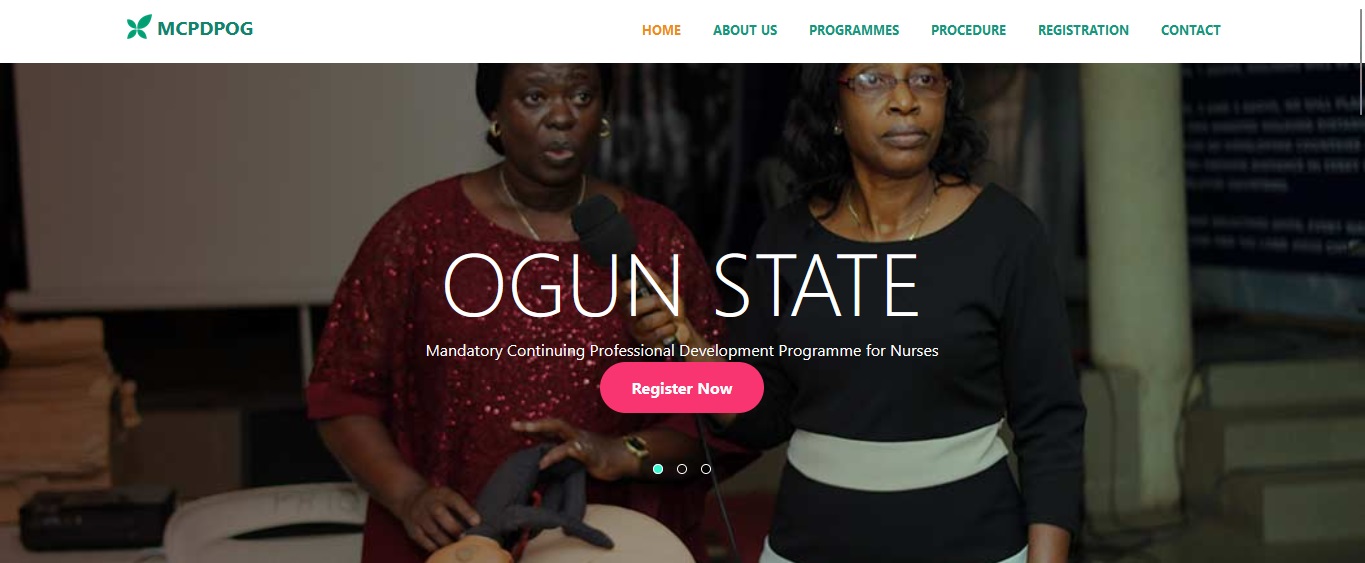 MCPDPOG
HOME ABOUT US PROGRAMMES PROCEDURE REGISTRATION CONTACT
OGUN STATE
Mandatory Continuing Professional Development Programme for Nurses
Register Now